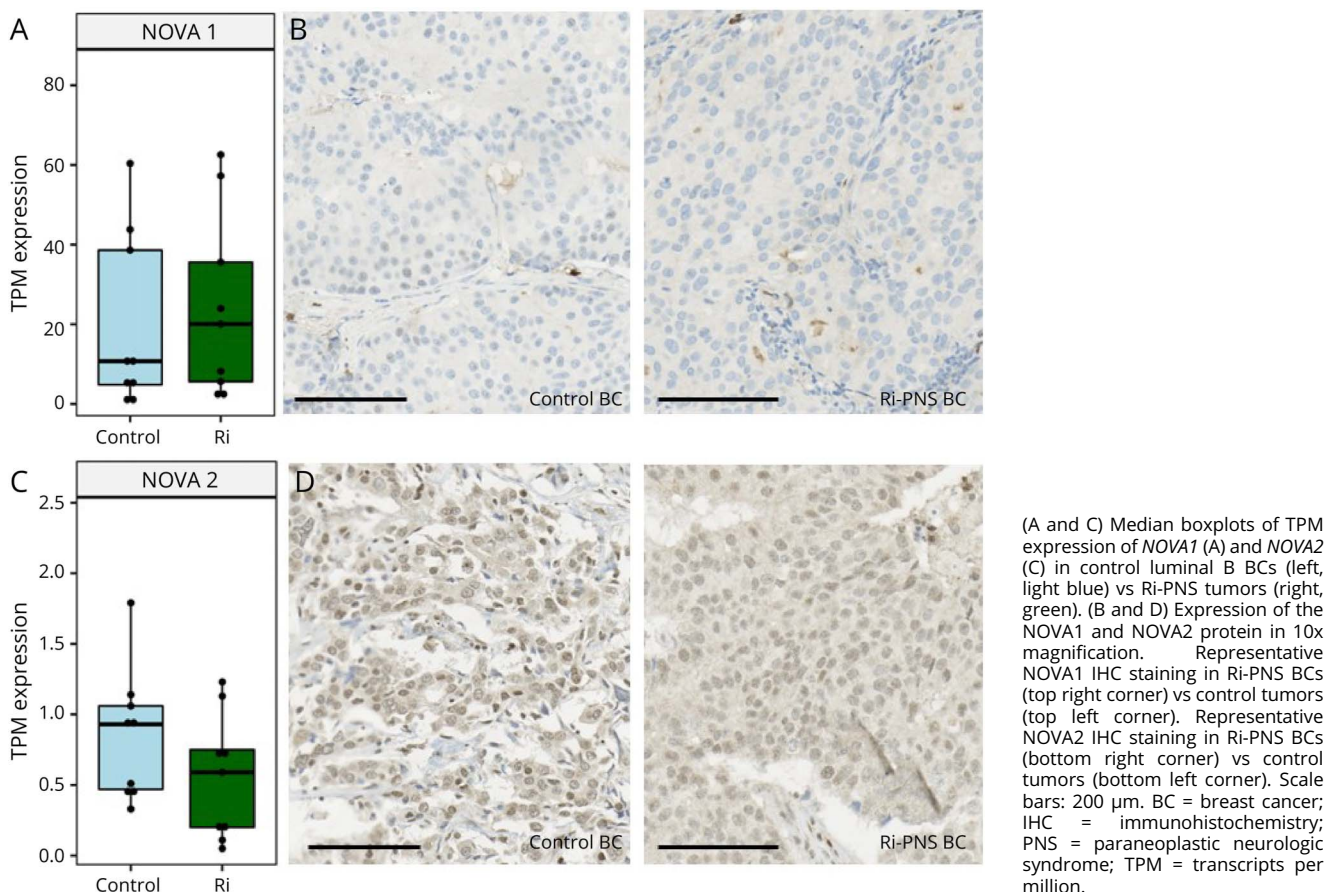 A
NOVA 1
TPM expression
80
60
40
20
0
Control
Ri
B
Control BC
Ri-PNS BC
C
NOVA 2
TPM expression
2.5
2.0
1.5
1.0
0.5
0.0
Control
Ri
D
Control BC
Ri-PNS BC
(A and C) Median boxplots of TPM
expression of NOVA1 (A) and NOVA2
(C) in control luminal B BCs (left,
light blue) vs Ri-PNS tumors (right,
green). (B and D) Expression of the
NOVA1 and NOVA2 protein in 10x
magnification. Representative
NOVA1 IHC staining in Ri-PNS BCs
(top right corner) vs control tumors
(top left corner). Representative
NOVA2 IHC staining in Ri-PNS BCs
(bottom right corner) vs control
tumors (bottom left corner). Scale
bars: 200 μm. BC = breast cancer;
IHC = immunohistochemistry;
PNS = paraneoplastic neurologic
syndrome; TPM = transcripts per
million.